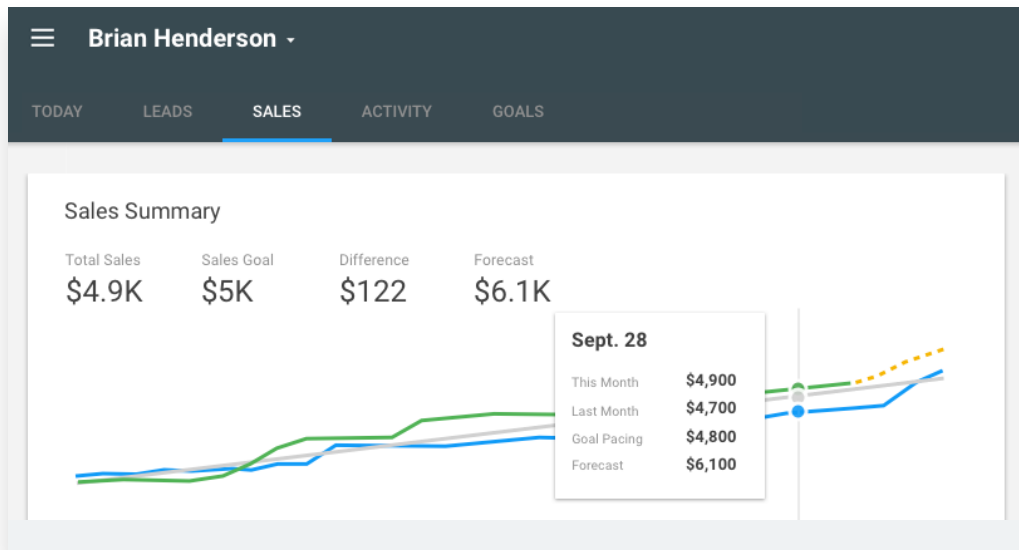 Brian Henderson
TODAY LEADS SALES ACTIVITY GOALS
Sales Summary
Total Sales Sales Goal Difference Forecast
$4.9K $5K $122 $6.1K
Sept. 28
This Month $4,900
Last Month $4,700
Goal Pacing $4,800
Forecast $6,100